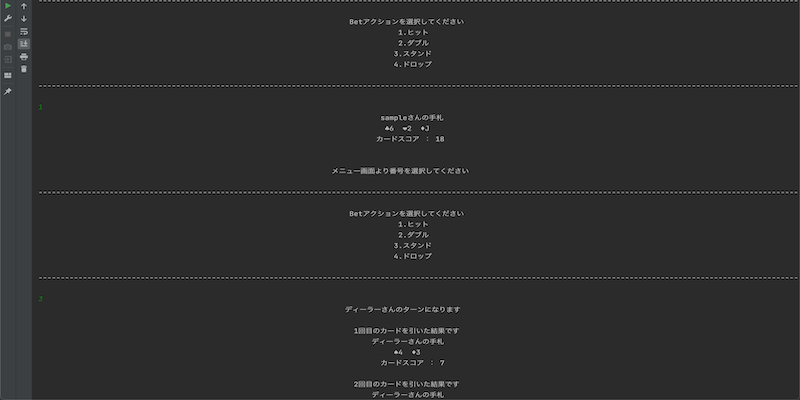 Betアクションを選択してください
1.ヒット
2.ダブル
3.スタンド
4.ドロップ
1
sampleさんの手札
♣6 ♥2 ♦J
カードスコア : 18
メニュー画面より番号を選択してください
Betアクションを選択してください
1.ヒット
2.ダブル
3.スタンド
4.ドロップ
3
ディーラーさんのターンになります
1回目のカードを引いた結果です
ディーラーさんの手札
♠4 ♦3
カードスコア : 7
2回目のカードを引いた結果です
ディーラーさんの手札